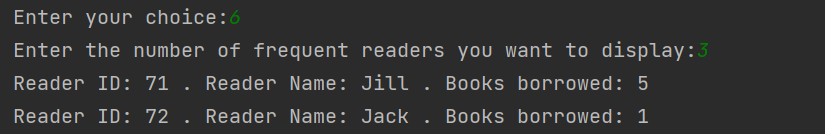 Enter your choice:6
Enter the number of frequent readers you want to display:3
Reader ID: 71 . Reader Name: Jill . Books borrowed: 5
Reader ID: 72 . Reader Name: Jack . Books borrowed: 1